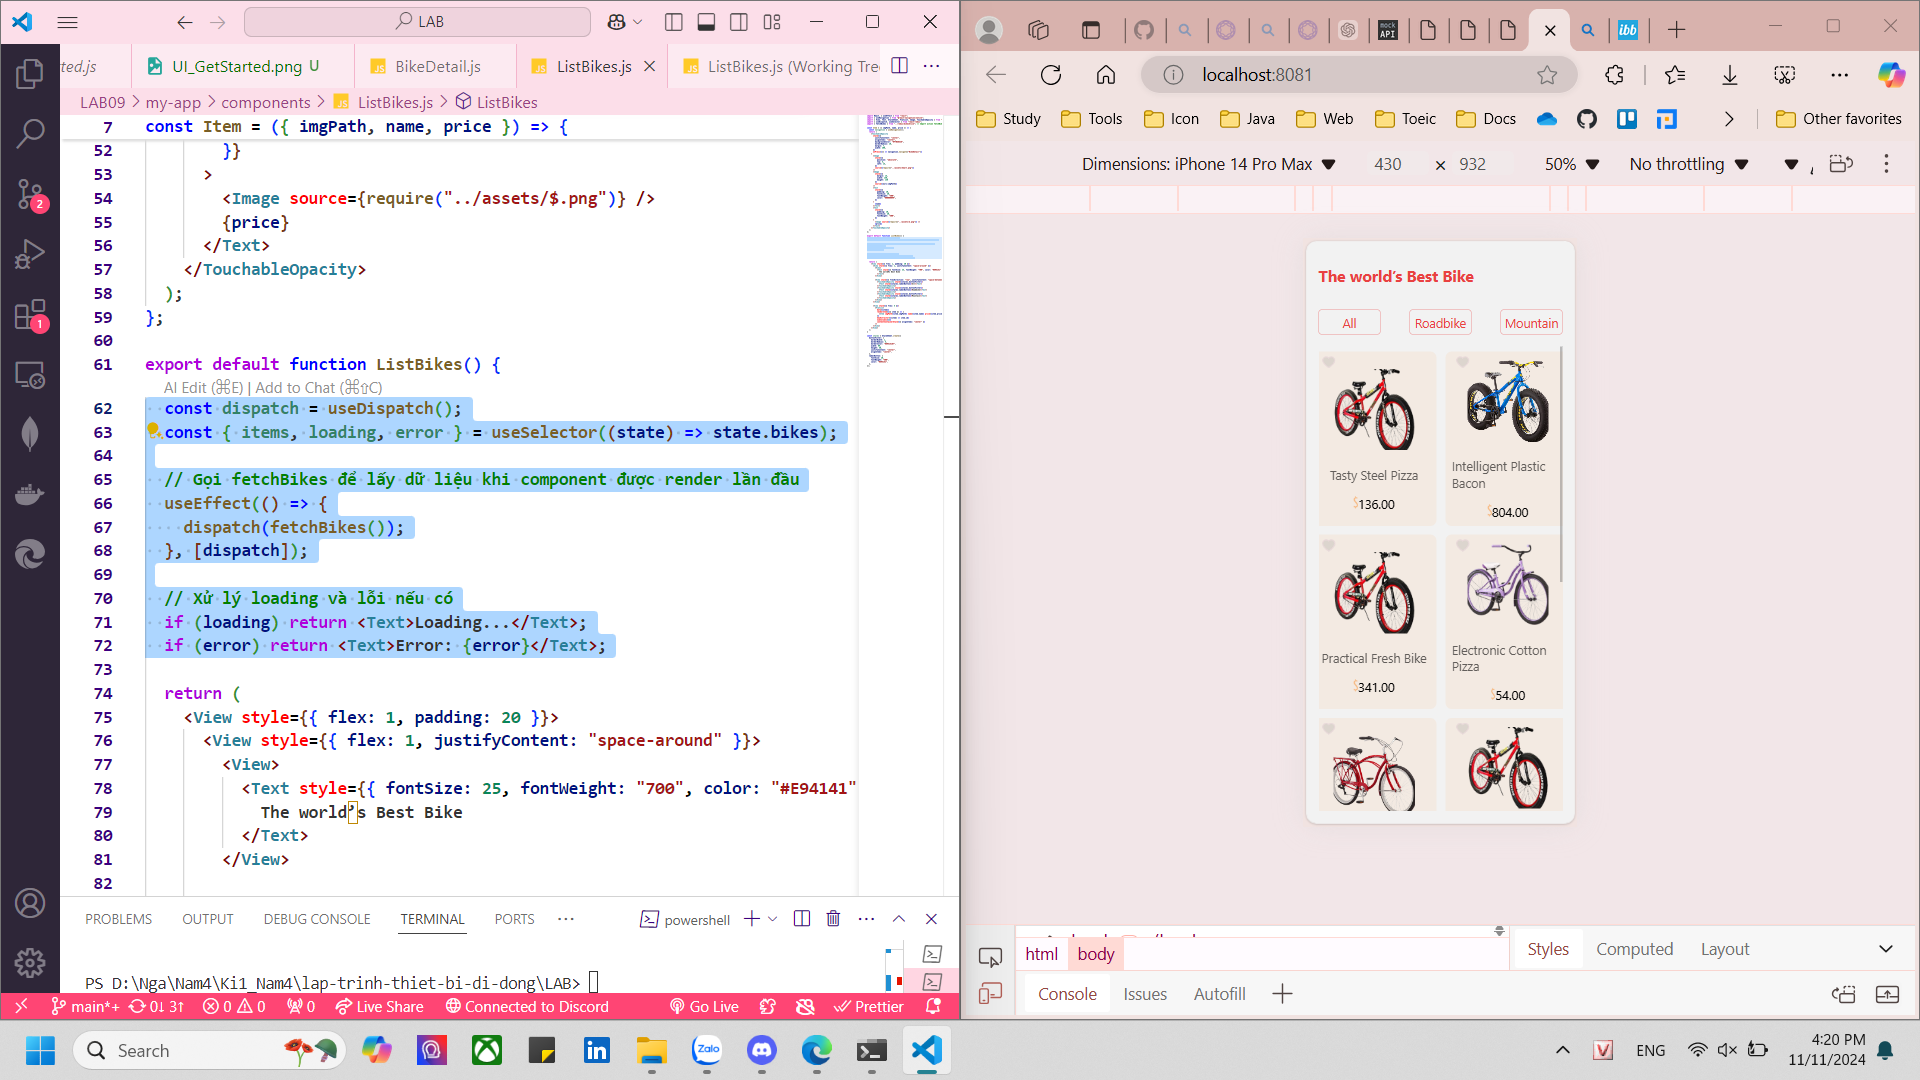 LAB
ted.js
UI_GetStarted.png U
BikeDetail.js
ListBikes.js
ListBikes.js (Working Tree
LAB09 > my-app > components > ListBikes.js > ListBikes
7 const Item = ({ imgPath, name, price }) => {
52 }}
53 >
54 <Image source={require("../assets/$.png")} />
55 {price}
56 </Text>
57 </TouchableOpacity>
58 );
59 };
60
61 export default function ListBikes() {
AI Edit (⌘E) | Add to Chat (⌘⇧C)
62 const dispatch = useDispatch();
63 const { items, loading, error } = useSelector((state) => state.bikes);
64
65 // Gọi fetchBikes để lấy dữ liệu khi component được render lần đầu
66 useEffect(() => {
67 dispatch(fetchBikes());
68 }, [dispatch]);
69
70 // Xử lý loading và lỗi nếu có
71 if (loading) return <Text>Loading...</Text>;
72 if (error) return <Text>Error: {error}</Text>;
73
74 return (
75 <View style={{ flex: 1, padding: 20 }}>
76 <View style={{ flex: 1, justifyContent: "space-around" }}>
77 <View>
78 <Text style={{ fontSize: 25, fontWeight: "700", color: "#E94141"
79 The world’s Best Bike
80 </Text>
81 </View>
82
PROBLEMS OUTPUT DEBUG CONSOLE TERMINAL PORTS ···
powershell
PS D:\Nga\Nam4\Ki1_Nam4\lap-trinh-thiet-bi-di-dong\LAB>
main*+ 0↓ 3↑ 0 0 0 Live Share Connected to Discord Go Live Prettier
2
1
mock API
ibb
localhost:8081
Study Tools Icon Java Web Toeic Docs Other favorites
Dimensions: iPhone 14 Pro Max 430 × 932 50% No throttling
The world’s Best Bike
All Roadbike Mountain
Tasty Steel Pizza
$136.00
Intelligent Plastic
Bacon
$804.00
Practical Fresh Bike
$341.00
Electronic Cotton
Pizza
$54.00
html body
Styles Computed Layout
Console Issues Autofill
Search
Zalo
ENG
4:20 PM
11/11/2024